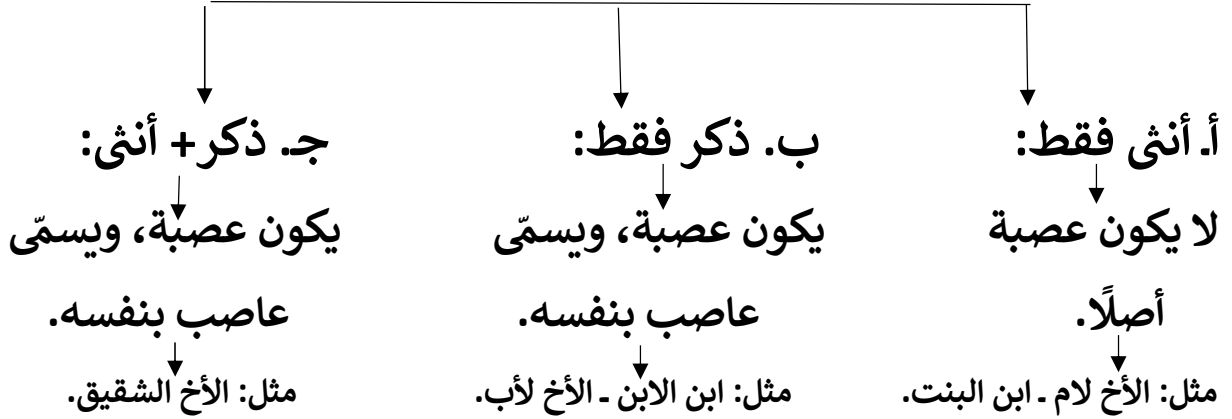 أ. أنثى فقط:
لا يكون عصبة
أصلًا.
مثل: الأخ لام ـ ابن البنت.
ب. ذكر فقط:
يكون عصبة، ويسمّى
عاصب بنفسه.
مثل: ابن الابن ـ الأخ لأب.
جـ. ذكر+ أنثى:
يكون عصبة، ويسمّى
عاصب بنفسه.
مثل: الأخ الشقيق.